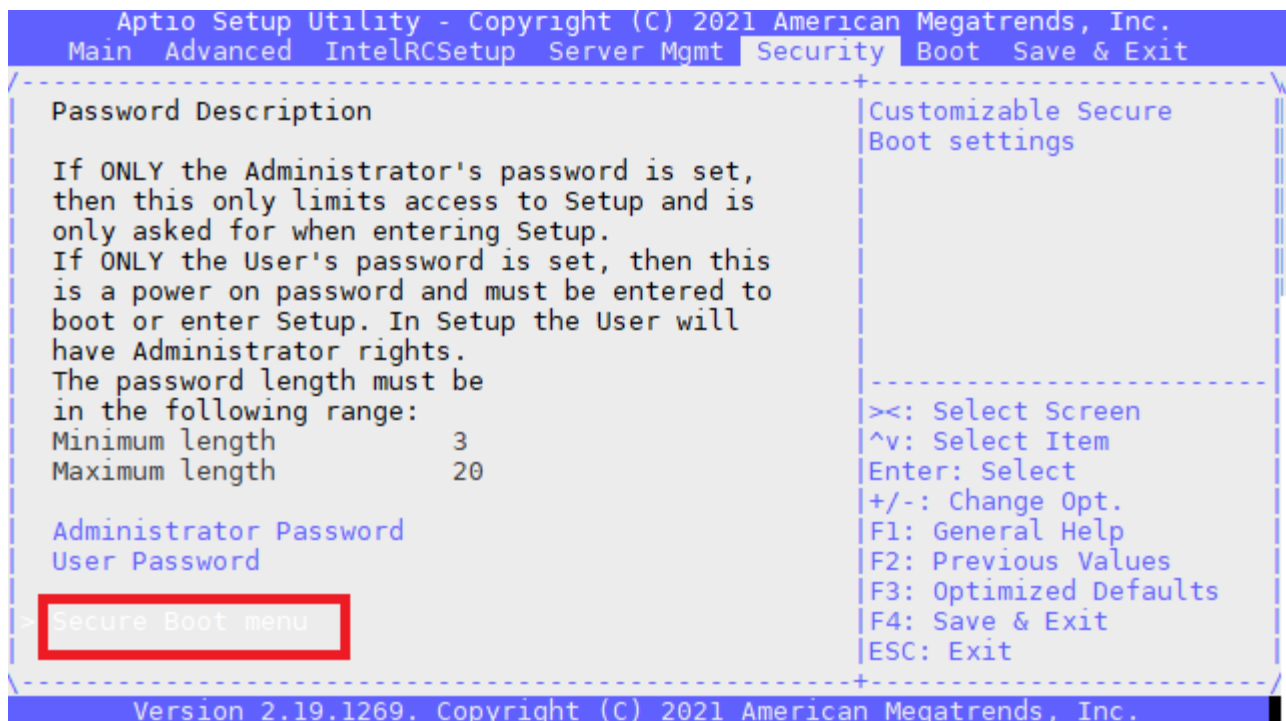 Aptio Setup Utility - Copyright (C) 2021 American Megatrends, Inc.
Main Advanced IntelRCSetup Server Mgmt Security Boot Save & Exit
Password Description
If ONLY the Administrator's password is set,
then this only limits access to Setup and is
only asked for when entering Setup.
If ONLY the User's password is set, then this
is a power on password and must be entered to
boot or enter Setup. In Setup the User will
have Administrator rights.
The password length must be
in the following range:
Minimum length 3
Maximum length 20
Administrator Password
User Password
> Secure Boot menu
Customizable Secure
Boot settings
><: Select Screen
^v: Select Item
Enter: Select
+/-: Change Opt.
F1: General Help
F2: Previous Values
F3: Optimized Defaults
F4: Save & Exit
ESC: Exit
Version 2.19.1269. Copyright (C) 2021 American Megatrends, Inc.